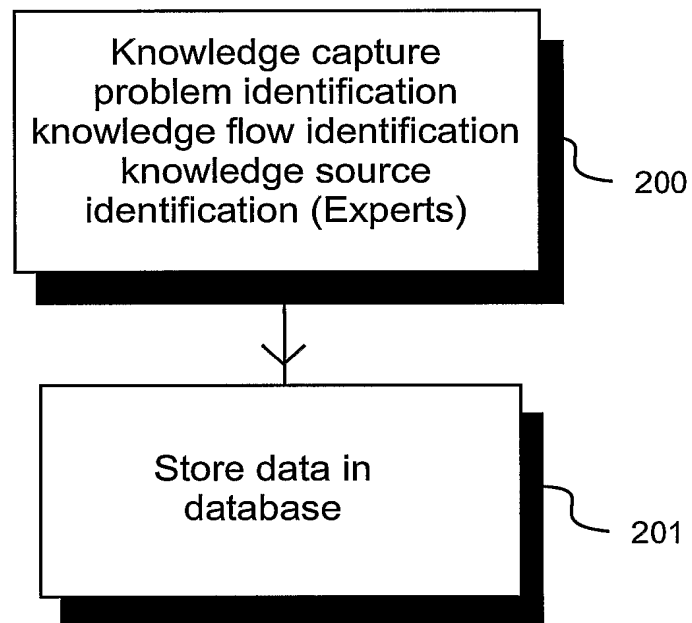 Knowledge capture
problem identification
knowledge flow identification
knowledge source
identification (Experts)
200
Store data in
database
201